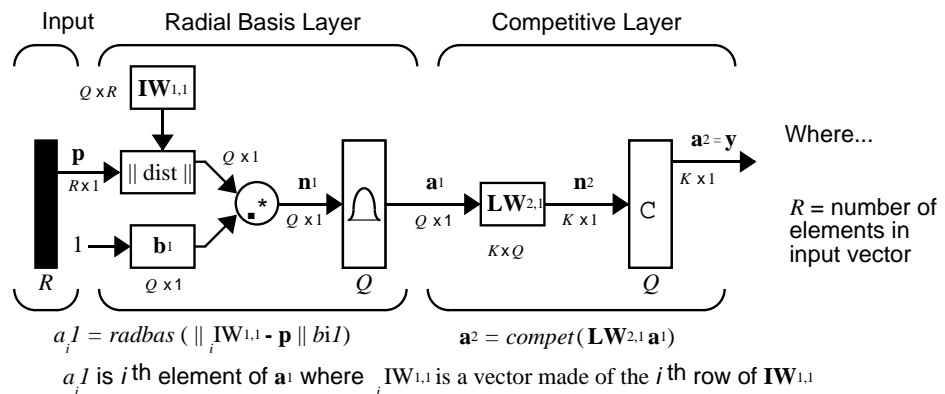 Input Radial Basis Layer Competitive Layer
Q x R IW1,1
p R x 1 || dist || Q x 1
.* n1 Q x 1
a1 Q x 1 LW2,1 n2 K x 1 C
a2 = y K x 1
1 b1 Q x 1
K x Q
R Q Q
Where...
R = number of
elements in
input vector
ai1 = radbas ( || iIW1,1 - p || bi1) a2 = compet( LW2,1 a1)
ai1 is i th element of a1 where iIW1,1 is a vector made of the i th row of IW1,1